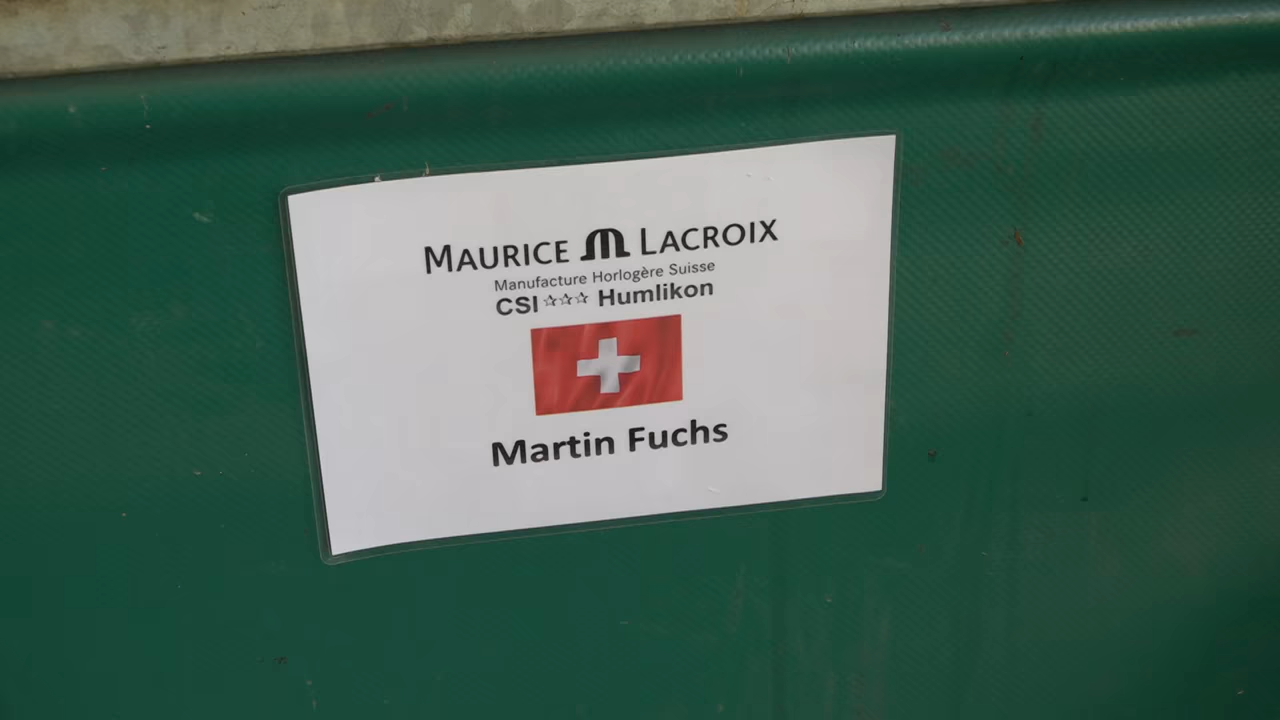 MAURICE LACROIX
Manufacture Horlogère Suisse
CSI*** Humlikon
Martin Fuchs